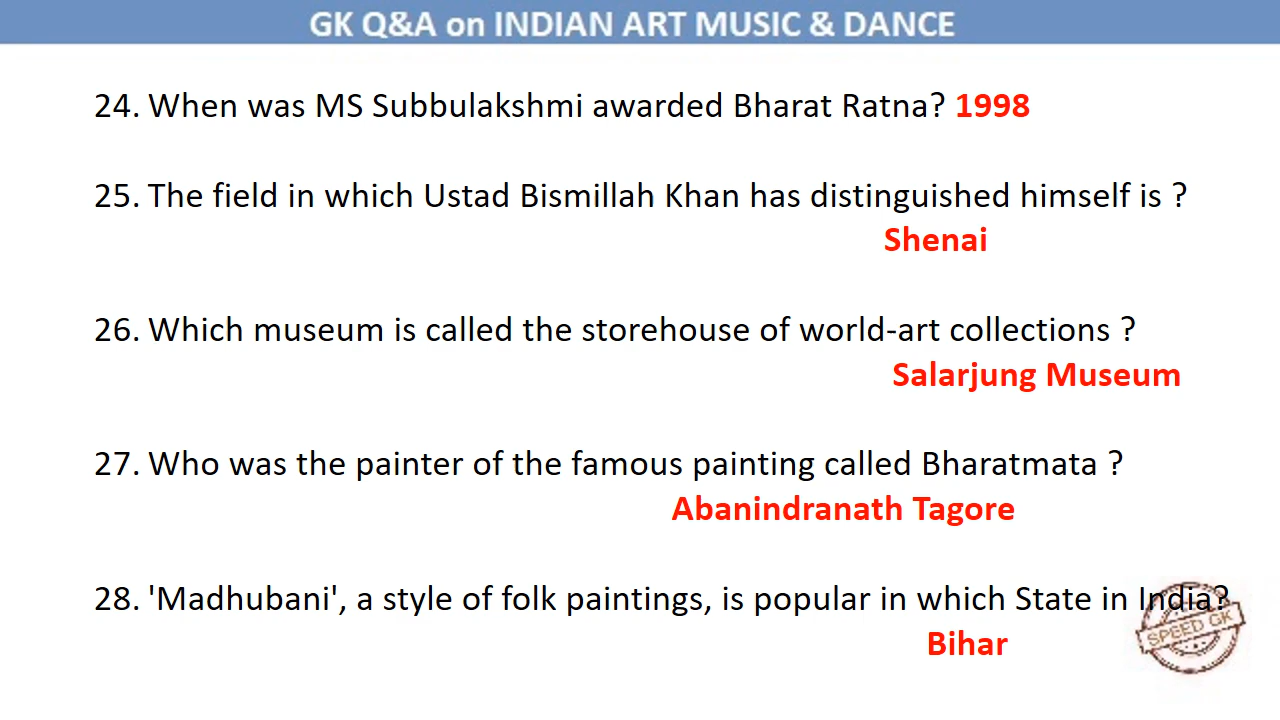 GK Q&A on INDIAN ART MUSIC & DANCE
24. When was MS Subbulakshmi awarded Bharat Ratna? 1998
25. The field in which Ustad Bismillah Khan has distinguished himself is ?
Shenai
26. Which museum is called the storehouse of world-art collections ?
Salarjung Museum
27. Who was the painter of the famous painting called Bharatmata ?
Abanindranath Tagore
28. 'Madhubani', a style of folk paintings, is popular in which State in India?
SPEED GK
Bihar